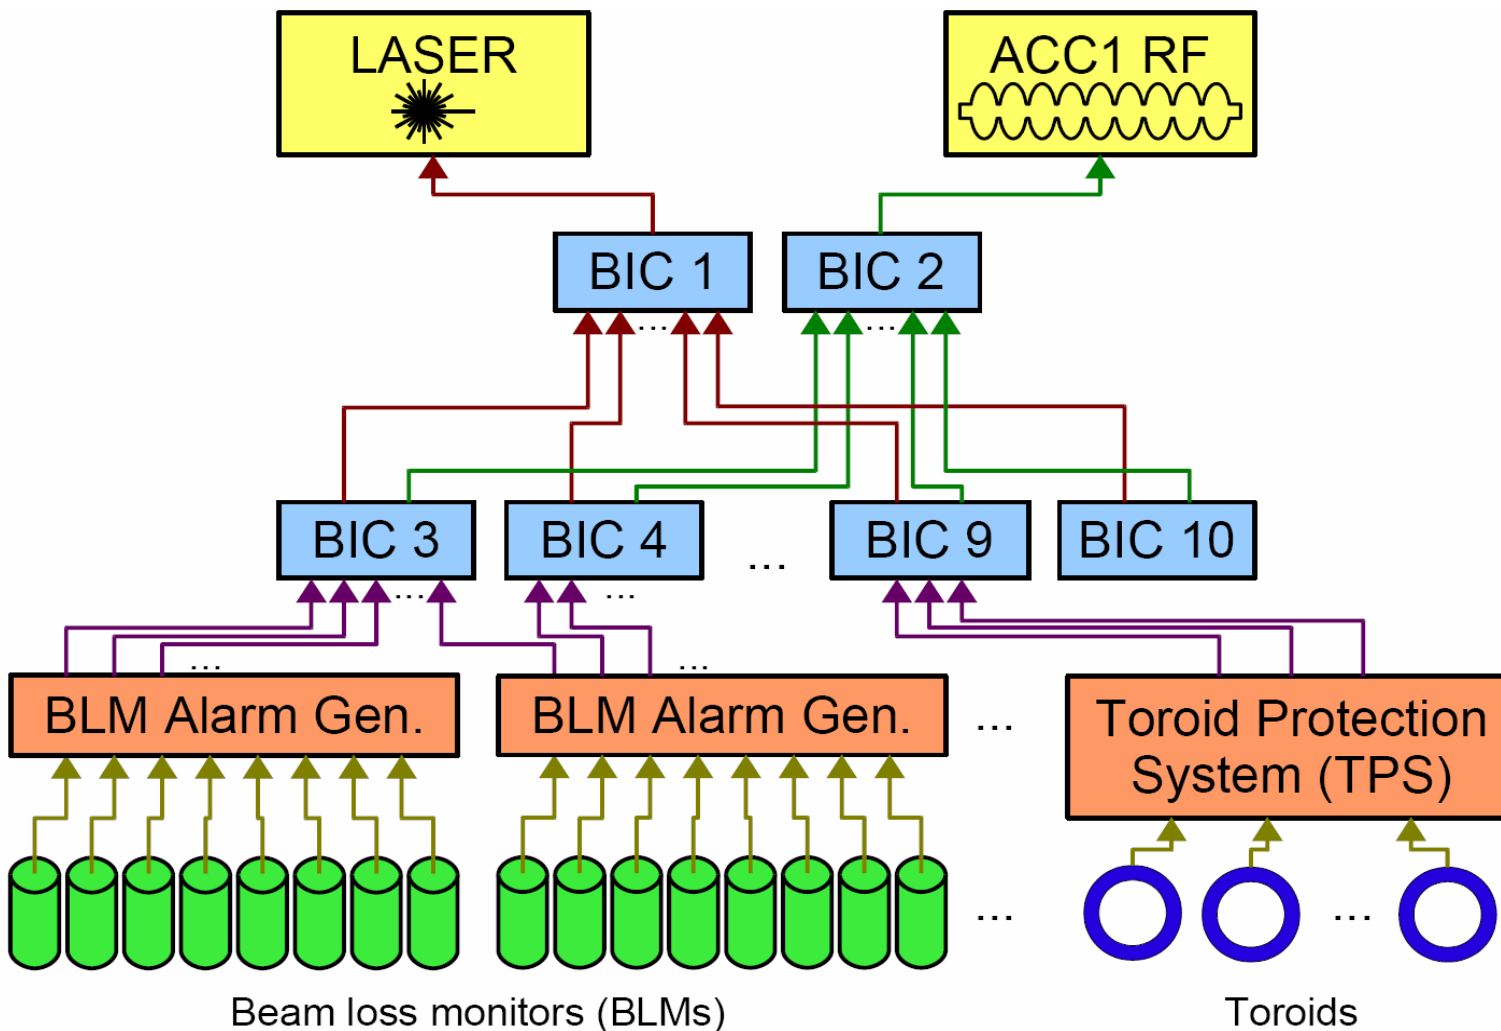 LASER
ACC1 RF
BIC 1
BIC 2
...
...
BIC 3
BIC 4
...
BIC 9
BIC 10
...
...
...
...
BLM Alarm Gen.
BLM Alarm Gen.
...
Toroid Protection
System (TPS)
...
...
Beam loss monitors (BLMs)
Toroids